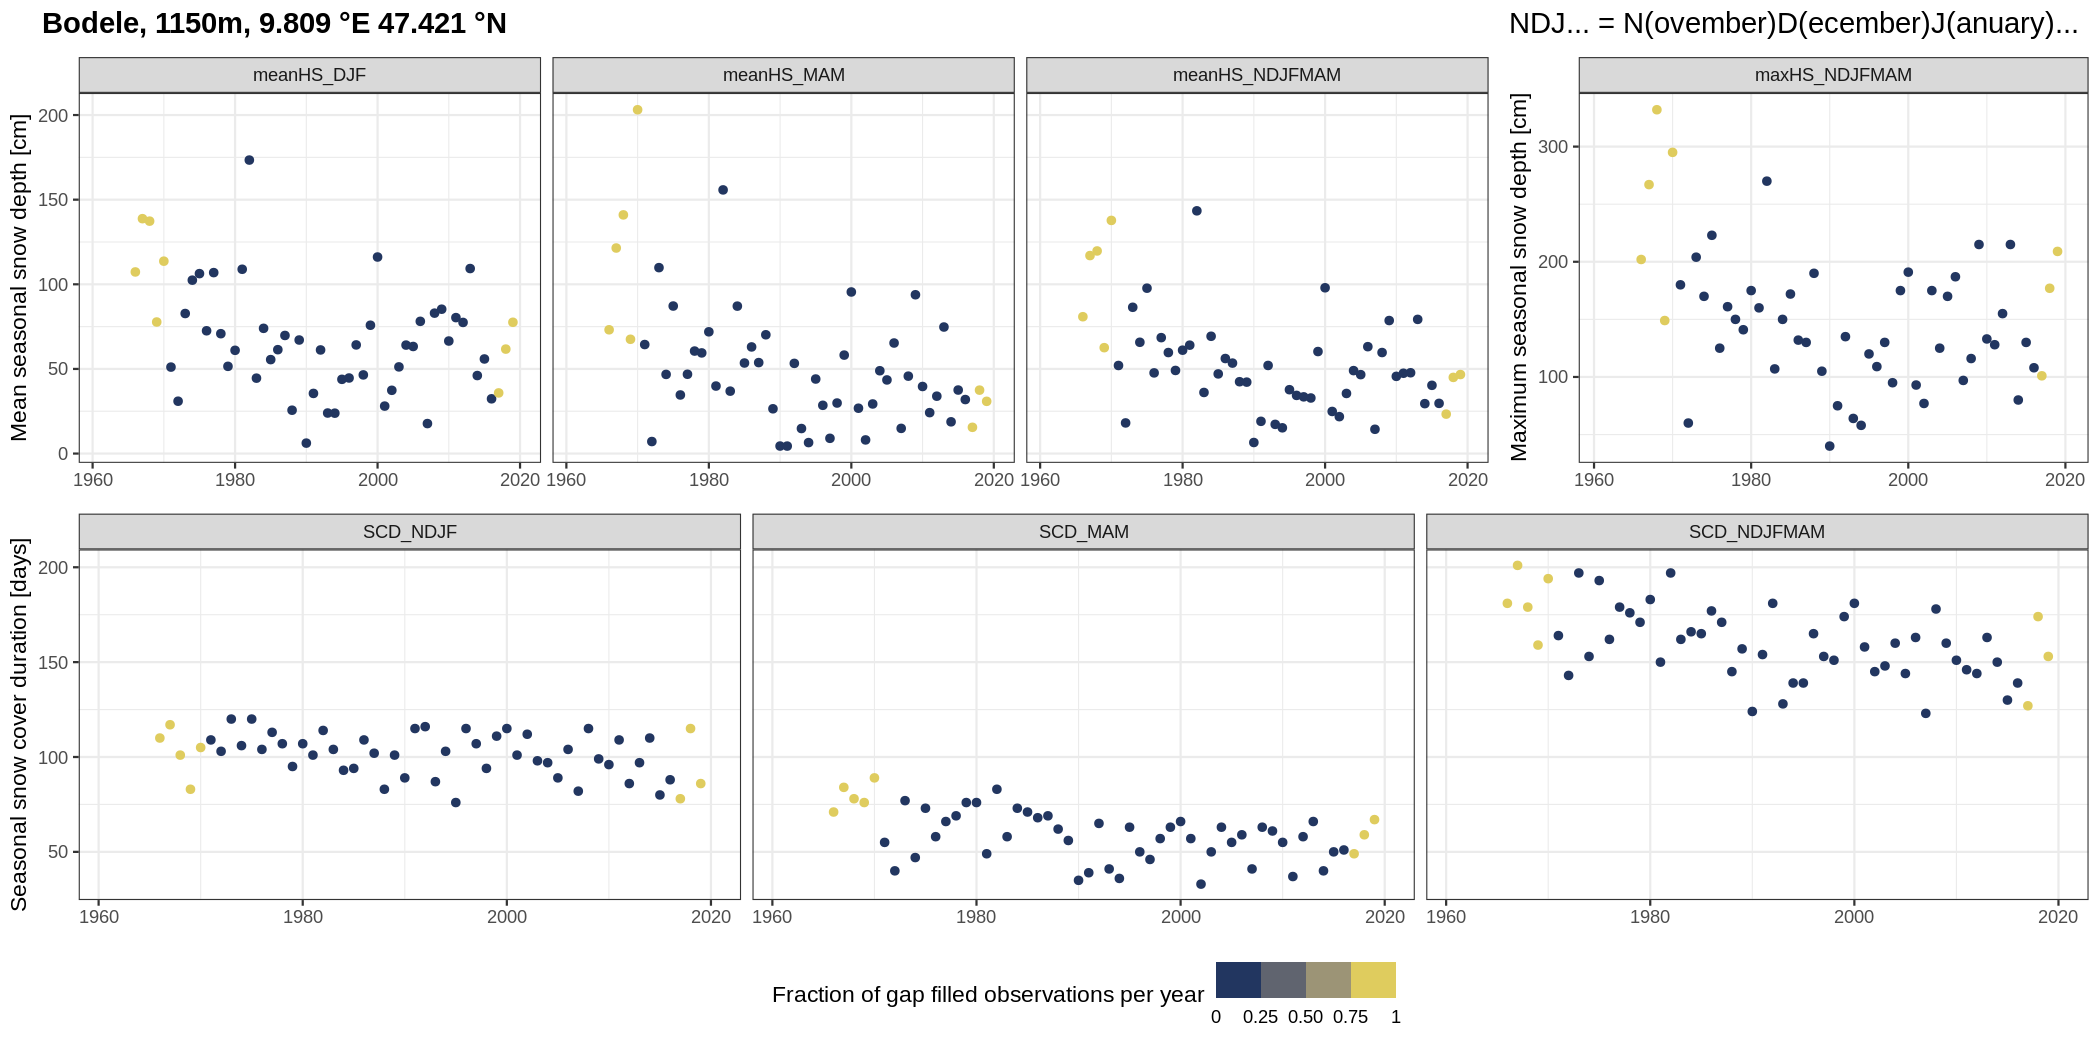 Bodele, 1150m, 9.809 °E 47.421 °N
NDJ... = N(ovember)D(ecember)J(anuary)...
meanHS_DJF
meanHS_MAM
meanHS_NDJFMAM
maxHS_NDJFMAM
Mean seasonal snow depth [cm]
200
150
100
50
0
1960 1980 2000 2020
1960 1980 2000 2020
1960 1980 2000 2020
Maximum seasonal snow depth [cm]
300
200
100
1960 1980 2000 2020
SCD_NDJF
SCD_MAM
SCD_NDJFMAM
Seasonal snow cover duration [days]
200
150
100
50
1960 1980 2000 2020
1960 1980 2000 2020
1960 1980 2000 2020
Fraction of gap filled observations per year
0 0.25 0.50 0.75 1